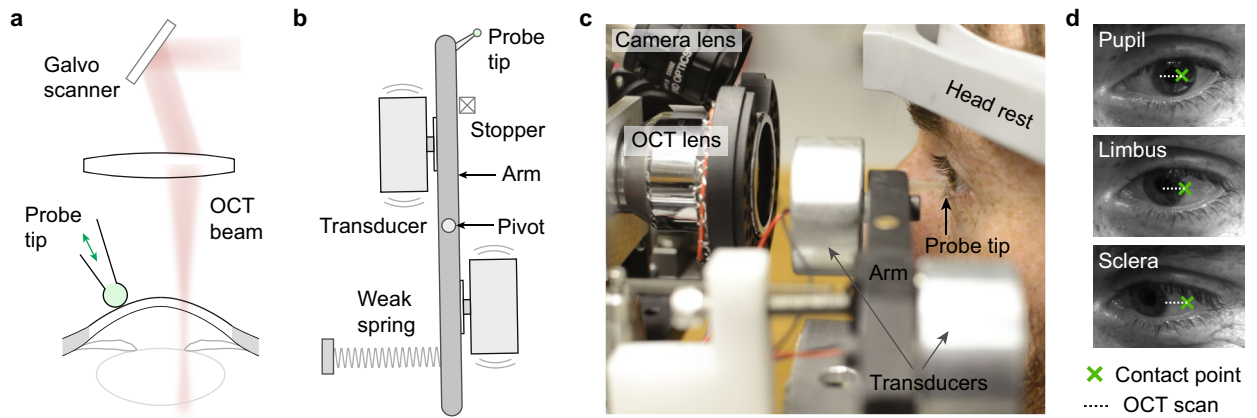 a
Galvo
scanner
Probe
tip
OCT
beam
b
Probe
tip
Stopper
Arm
Transducer
Pivot
Weak
spring
c
Camera lens
OCT lens
Head rest
Probe tip
Arm
Transducers
d
Pupil
Limbus
Sclera
Contact point
OCT scan